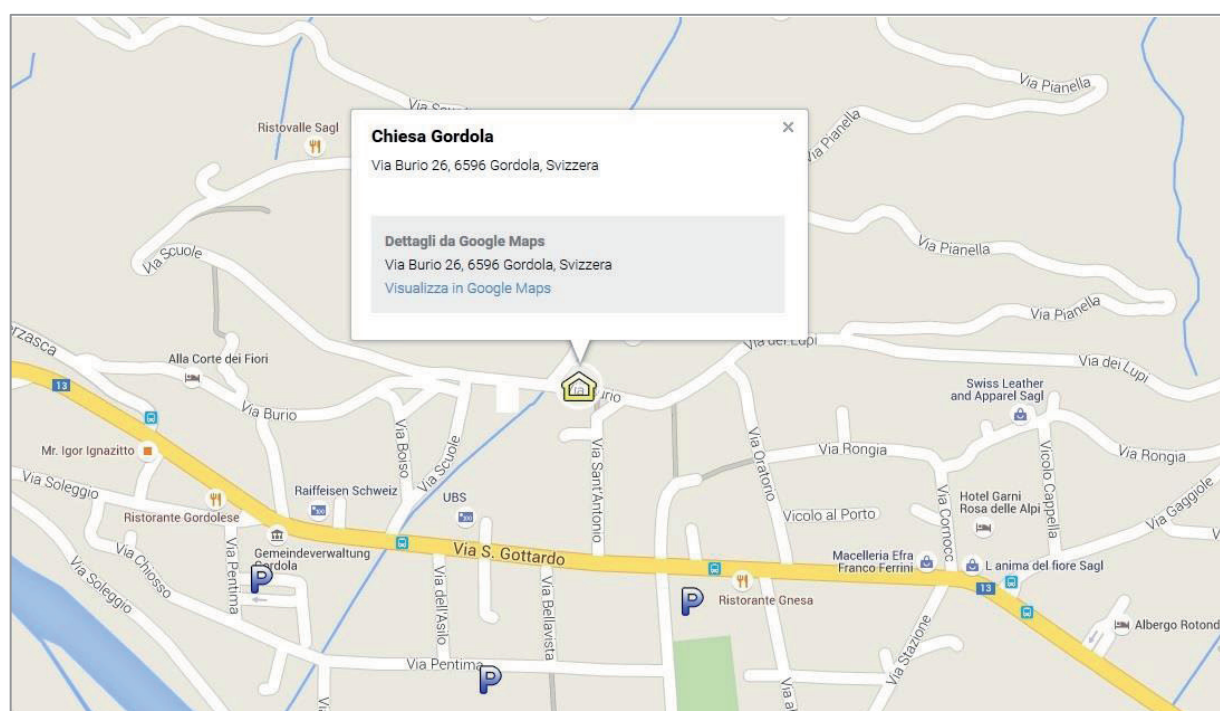 Via Pianella
Via Pianella
Ristovalle Sagl
Chiesa Gordola
×
Via Burio 26, 6596 Gordola, Svizzera
Dettagli da Google Maps
Via Burio 26, 6596 Gordola, Svizzera
Visualizza in Google Maps
Via Scuole
Via Pianella
Via Pianella
Via dei Lupi
Via dei Lupi
Alla Corte dei Fiori
13
Swiss Leather
and Apparel Sagl
Via Burio
Via Boiso
Via Scuole
Via Sant'Antonio
Via Oratorio
Via Rongia
Via Rongia
Vicolo Cappella
Mr. Igor Ignazitto
Via Soleggio
Raiffeisen Schweiz
UBS
Hotel Garni
Rosa delle Alpi
Via Gaggiole
Ristorante Gordolese
Vicolo al Porto
Gemeindeverwaltung
Gordola
Via S. Gottardo
Macelleria Efra
Franco Ferrini
L anima del fiore Sagl
13
Via Chiosso
Via Pentima
P
Via dell'Asilo
Via Bellavista
P
Ristorante Gnesa
Via Soleggio
Via Stazione
Albergo Rotond
Via Pentima
P